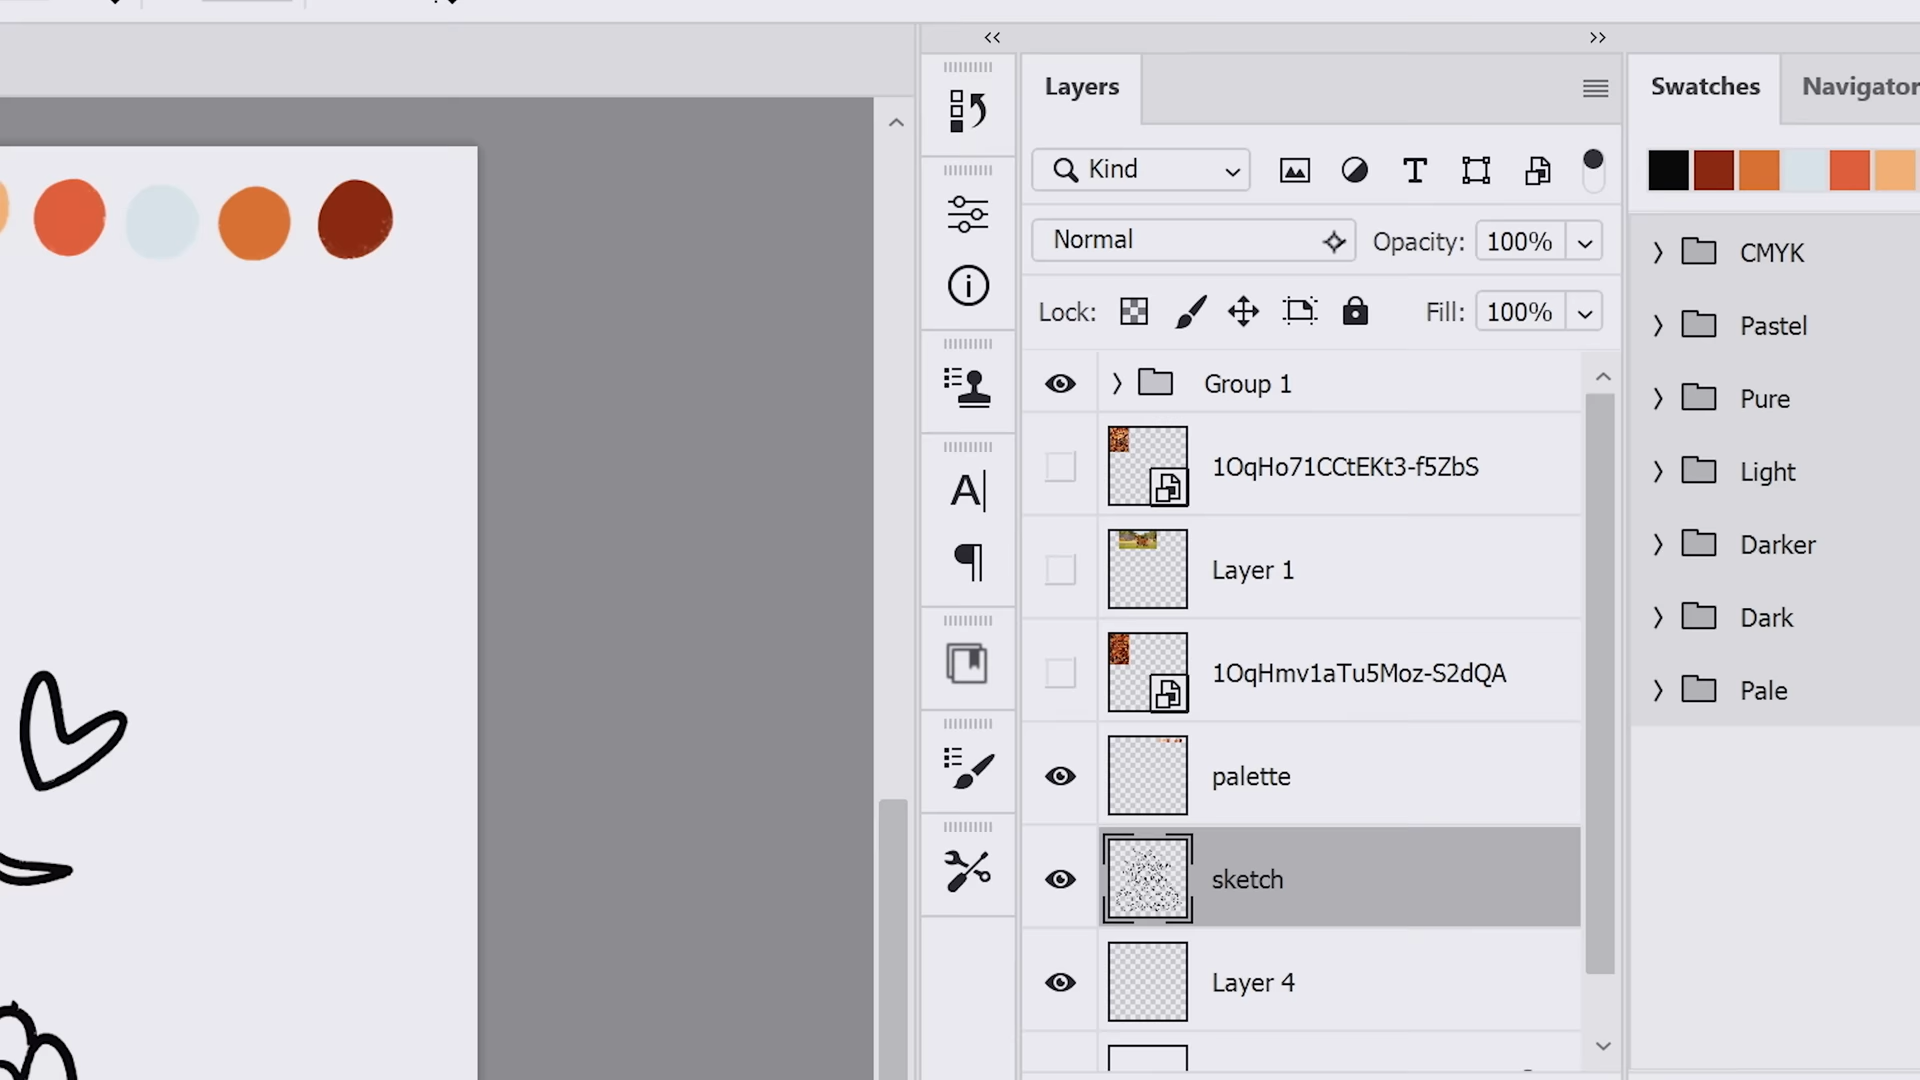 Layers
Swatches
Navigator
Kind
Normal
Opacity: 100%
Lock:
Fill: 100%
Group 1
1OqHo71CCtEKt3-f5ZbS
Layer 1
1OqHmv1aTu5Moz-S2dQA
palette
sketch
Layer 4
CMYK
Pastel
Pure
Light
Darker
Dark
Pale